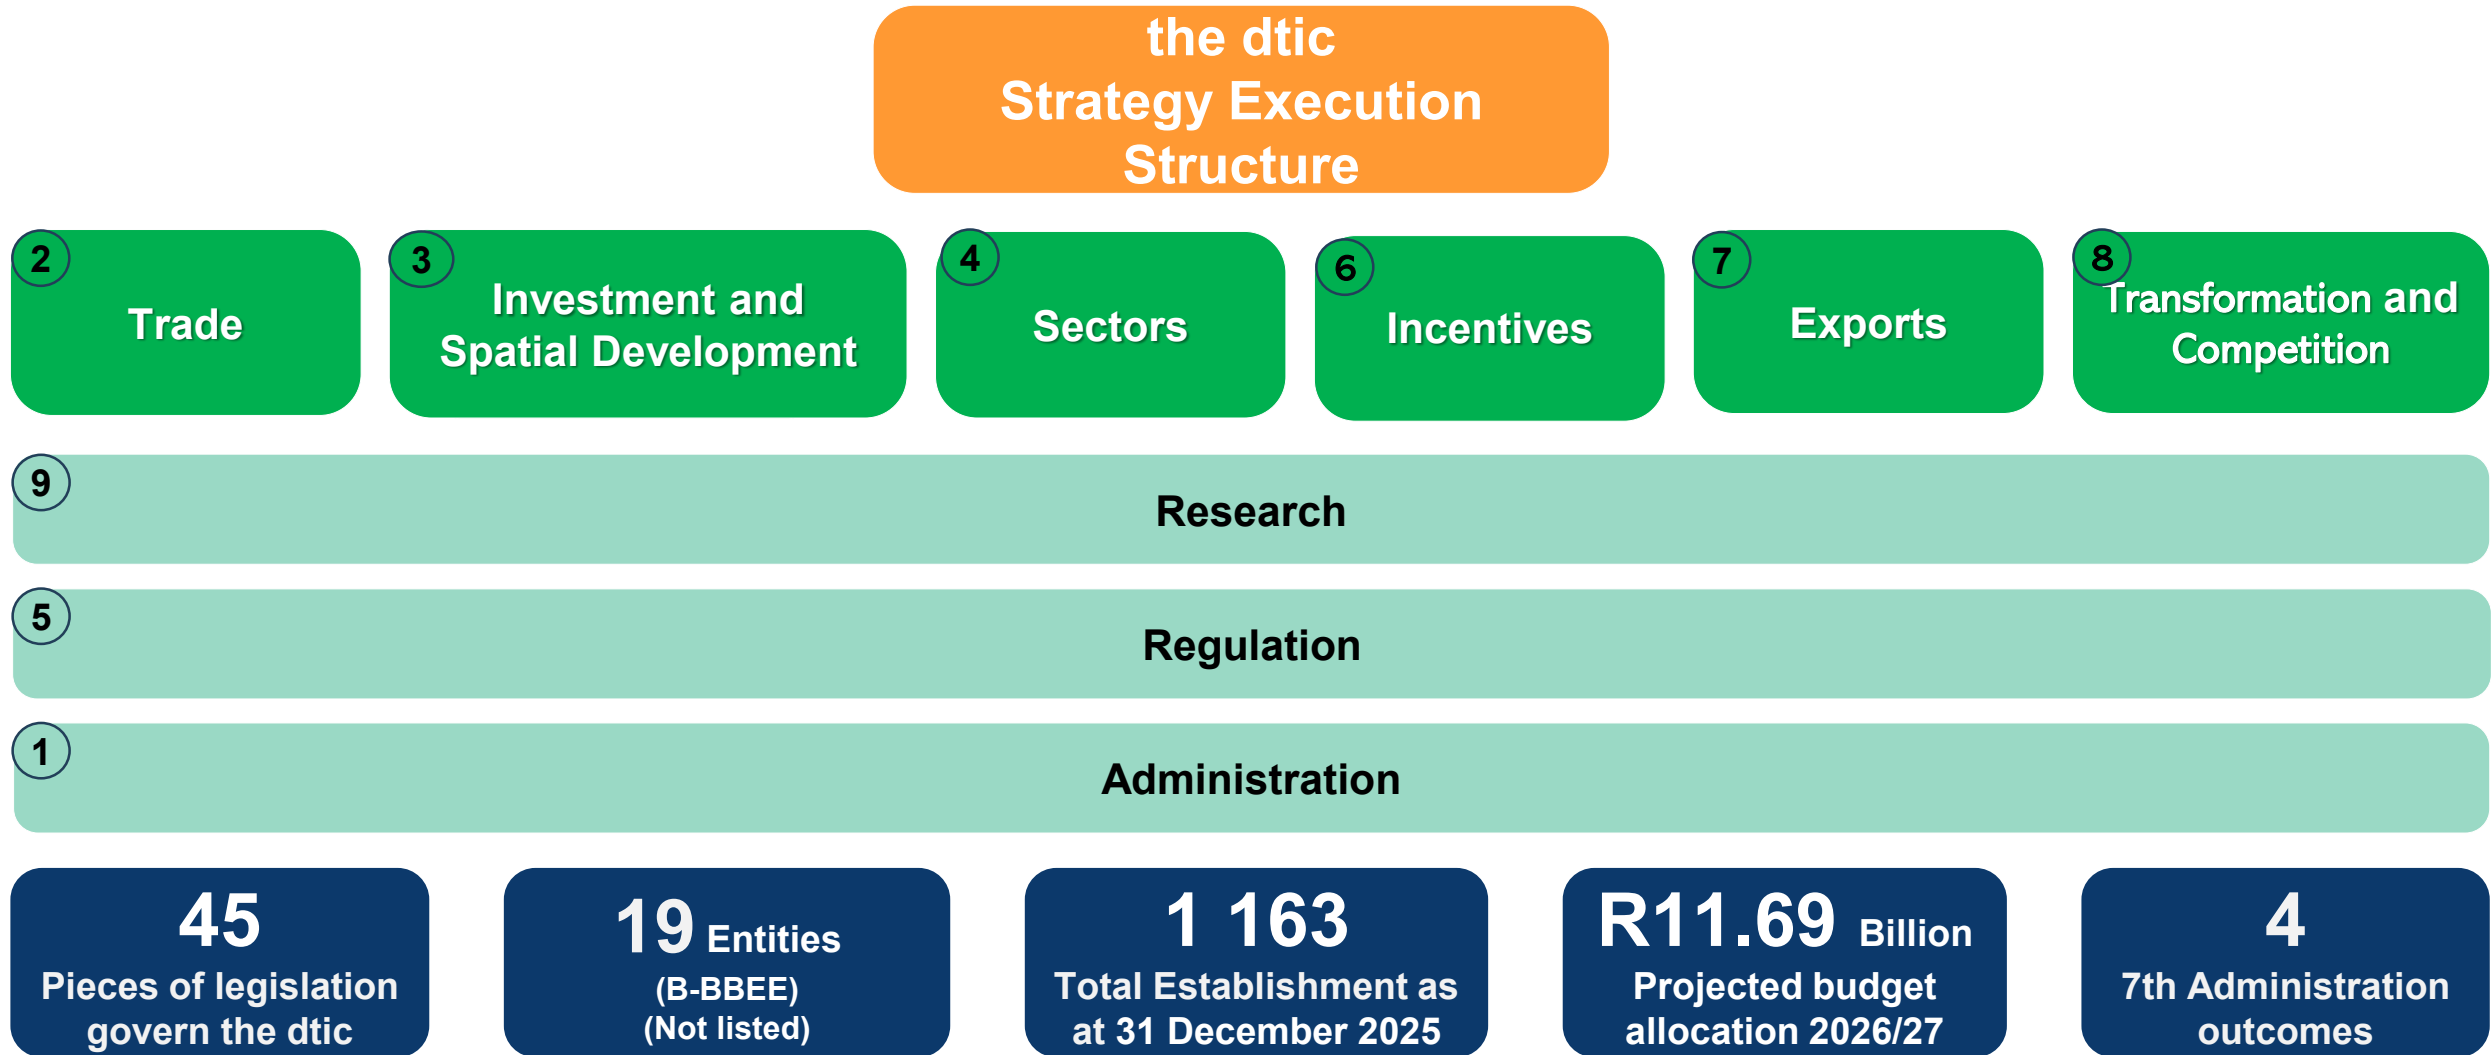 the dtic
Strategy Execution
Structure
2
Trade
3
Investment and
Spatial Development
4
Sectors
6
Incentives
7
Exports
8
Transformation and
Competition
9
Research
5
Regulation
1
Administration
45
Pieces of legislation
govern the dtic
19 Entities
(B-BBEE)
(Not listed)
1 163
Total Establishment as
at 31 December 2025
R11.69 Billion
Projected budget
allocation 2026/27
4
7th Administration
outcomes